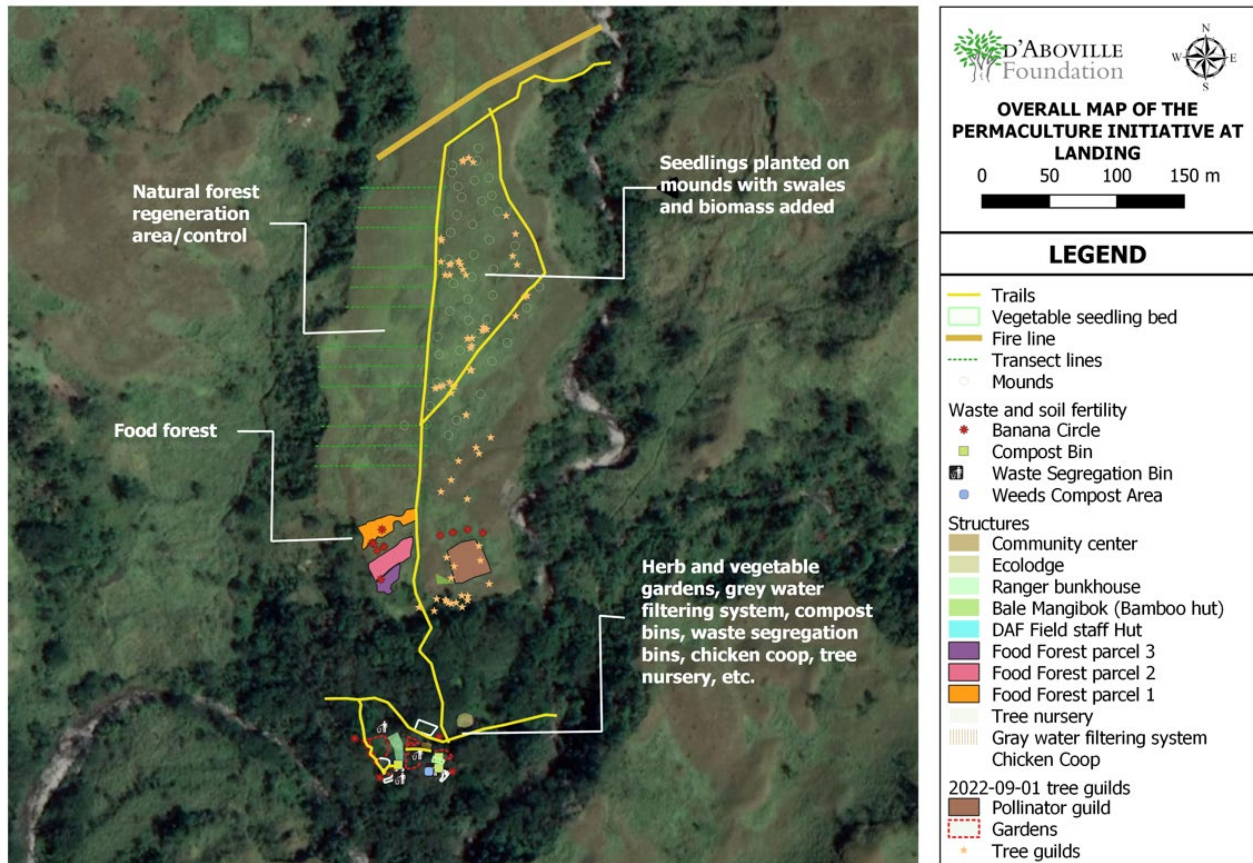 Natural forest
regeneration
area/control
Seedlings planted on
mounds with swales
and biomass added
Food forest
Herb and vegetable
gardens, grey water
filtering system, compost
bins, waste segregation
bins, chicken coop, tree
nursery, etc.
D'ABOVILLE
Foundation
N
W E
S
OVERALL MAP OF THE
PERMACULTURE INITIATIVE AT
LANDING
0 50 100 150 m
LEGEND
Trails
Vegetable seedling bed
Fire line
Transect lines
Mounds
Waste and soil fertility
Banana Circle
Compost Bin
Waste Segregation Bin
Weeds Compost Area
Structures
Community center
Ecolodge
Ranger bunkhouse
Bale Mangibok (Bamboo hut)
DAF Field staff Hut
Food Forest parcel 3
Food Forest parcel 2
Food Forest parcel 1
Tree nursery
Gray water filtering system
Chicken Coop
2022-09-01 tree guilds
Pollinator guild
Gardens
Tree guilds